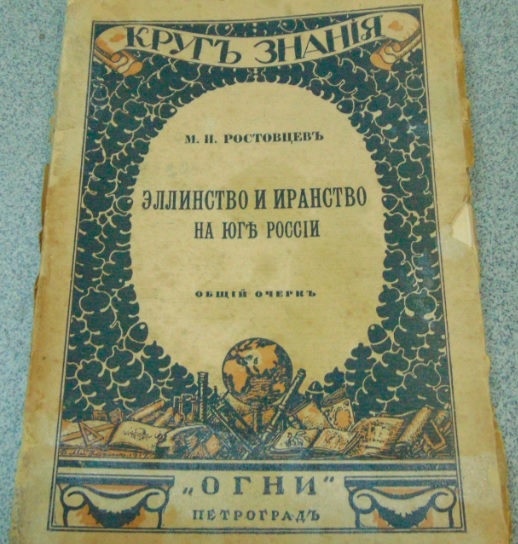 КРУГЪ ЗНАНІЯ
М. И. РОСТОВЦЕВЪ
ЭЛЛИНСТВО И ИРАНСТВО
НА ЮГѢ РОССІИ
ОБЩІЙ ОЧЕРКЪ
„ОГНИ“
ПЕТРОГРАДЪ